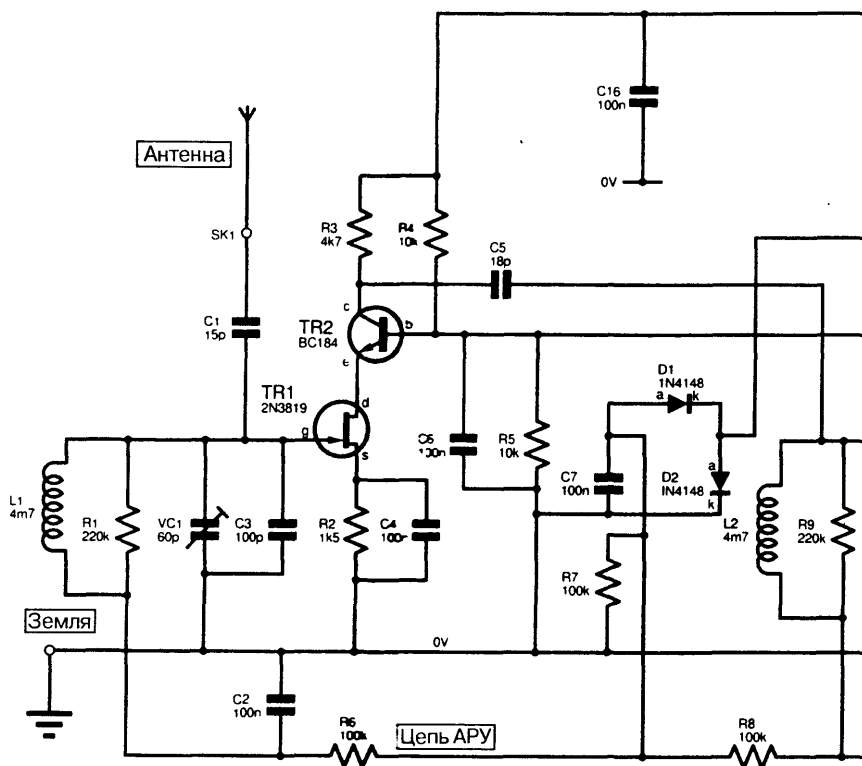 C16
100n
Антенна
0V
R3
4k7
R4
10k
SK1
C5
18p
c
TR2
BC184
b
e
C1
15p
D1
1N4148
a
k
TR1
2N3819
d
g
s
C6
100n
R5
10k
C7
100n
D2
IN4148
a
k
L1
4m7
R1
220k
VC1
60p
C3
100p
R2
1k5
C4
100n
L2
4m7
R9
220k
R7
100k
Земля
0V
C2
100n
R6
100k
Цепь АРУ
R8
100k